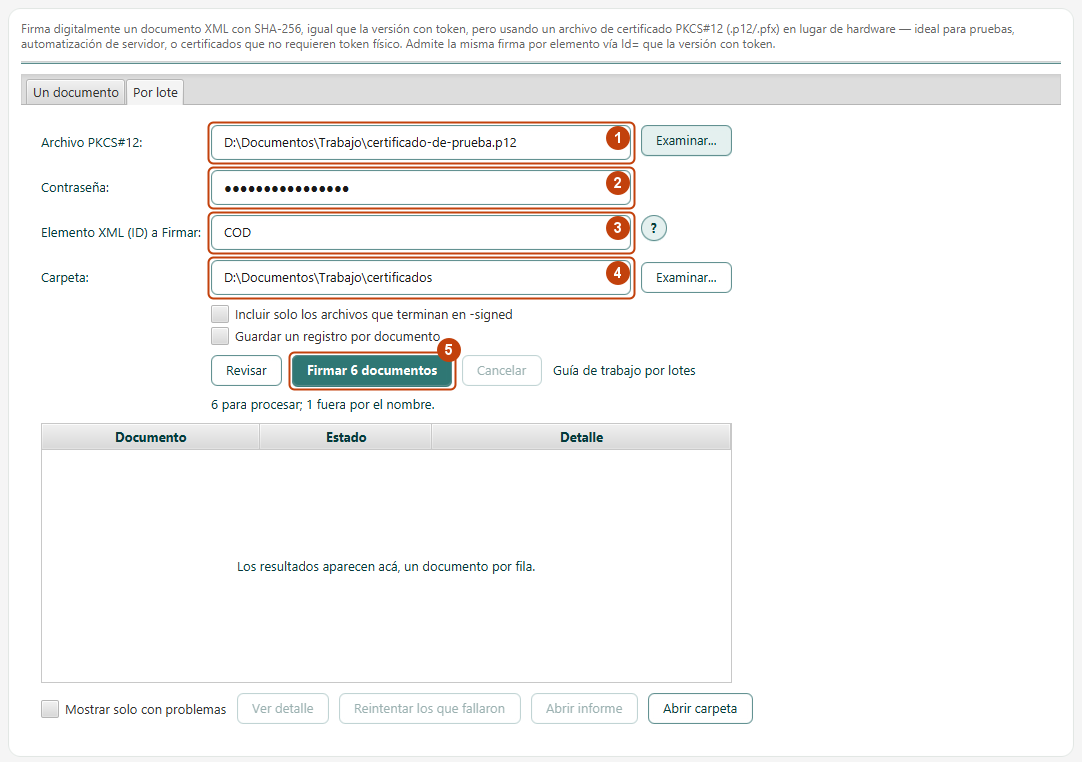 Firma digitalmente un documento XML con SHA-256, igual que la versión con token, pero usando un archivo de certificado PKCS#12 (.p12/.pfx) en lugar de hardware — ideal para pruebas,
automatización de servidor, o certificados que no requieren token físico. Admite la misma firma por elemento vía Id= que la versión con token.
Un documento Por lote
Archivo PKCS#12: D:\Documentos\Trabajo\certificado-de-prueba.p12 1 Examinar...
Contraseña: ●●●●●●●●●●●●●●●● 2
Elemento XML (ID) a Firmar: COD 3 ?
Carpeta: D:\Documentos\Trabajo\certificados 4 Examinar...
Incluir solo los archivos que terminan en -signed
Guardar un registro por documento
Revisar Firmar 6 documentos 5 Cancelar Guía de trabajo por lotes
6 para procesar; 1 fuera por el nombre.
Documento Estado Detalle
Los resultados aparecen acá, un documento por fila.
Mostrar solo con problemas Ver detalle Reintentar los que fallaron Abrir informe Abrir carpeta